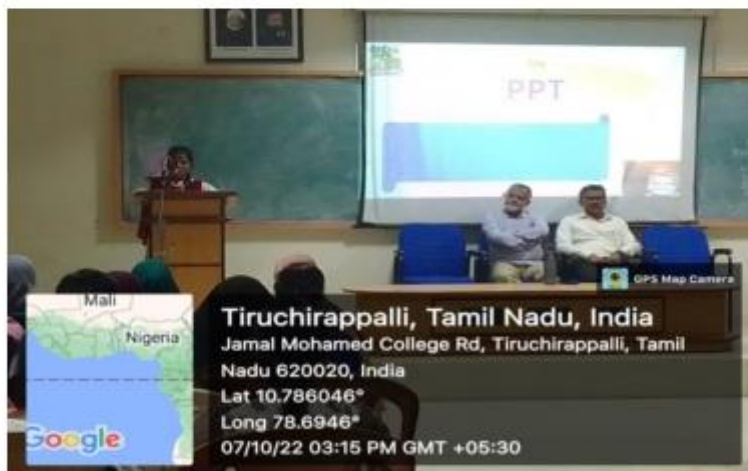 PPT
GPS Map Camera
Mali
Nigeria
Google
Tiruchirappalli, Tamil Nadu, India
Jamal Mohamed College Rd, Tiruchirappalli, Tamil
Nadu 620020, India
Lat 10.786046°
Long 78.6946°
07/10/22 03:15 PM GMT +05:30